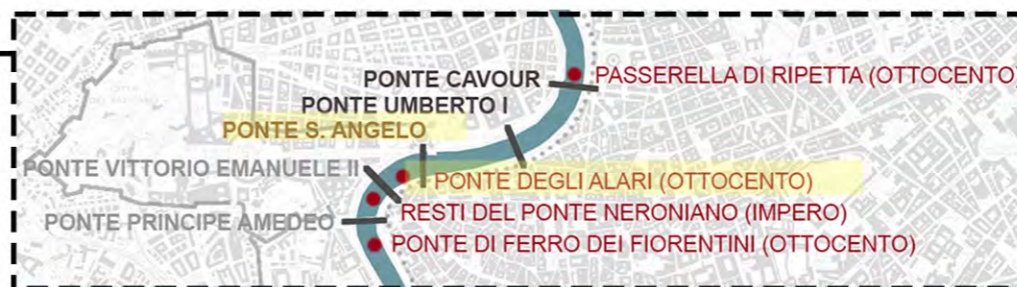 PONTE CAVOUR
PASSERELLA DI RIPETTA (OTTOCENTO)
PONTE UMBERTO I
PONTE S. ANGELO
PONTE VITTORIO EMANUELE II
PONTE DEGLI ALARI (OTTOCENTO)
PONTE PRINCIPE AMEDEO
RESTI DEL PONTE NERONIANO (IMPERO)
PONTE DI FERRO DEI FIORENTINI (OTTOCENTO)